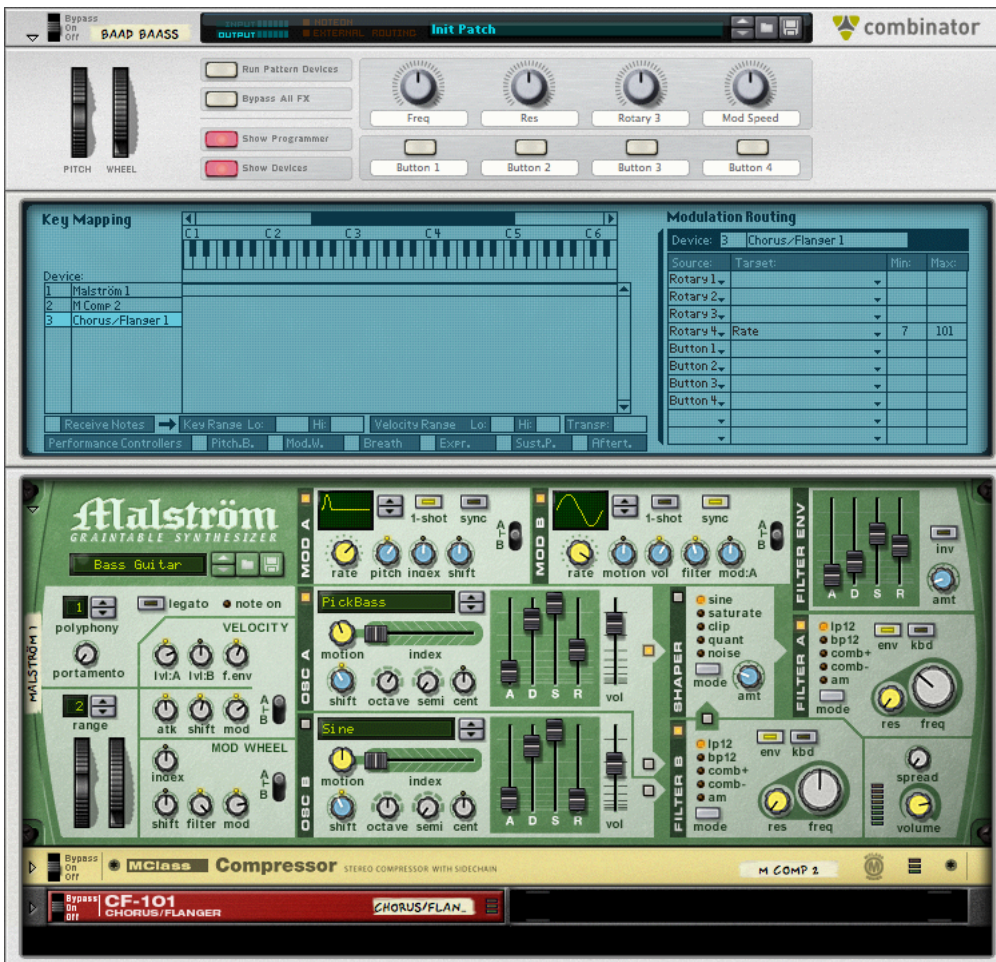 Bypass
On
Off
BAAD BAASS
INPUT
OUTPUT
EXTERNAL ROUTING
Init Patch
combinator
Run Pattern Devices
Bypass All FX
Show Programmer
Show Devices
PITCH WHEEL
Freq Res Rotary 3 Mod Speed
Button 1 Button 2 Button 3 Button 4
Key Mapping
C1 C2 C3 C4 C5 C6
Device:
1 Malström 1
2 M Comp 2
3 Chorus/Flanger 1
Receive Notes Key Range Lo: Hi: Velocity Range Lo: Hi: Transp:
Performance Controllers Pitch.B. Mod.W. Breath Expr. Sust.P. Aftert.
Modulation Routing
Device: 3 Chorus/Flanger 1
Source: Target: Min: Max:
Rotary 1
Rotary 2
Rotary 3
Rotary 4 Rate 7 101
Button 1
Button 2
Button 3
Button 4
Malström
GRAINTABLE SYNTHESIZER
Bass Guitar
MALSTRÖM 1
1
polyphony
portamento
2
range
legato note on
VELOCITY
lvl:A lvl:B f.env
atk shift mod
A
B
MOD WHEEL
index
A
B
shift filter mod
MOD A
1-shot sync
A
B
rate pitch index shift
MOD B
1-shot sync
A
B
rate motion vol filter mod:A
OSC A
PickBass
motion index
shift octave semi cent
A D S R vol
OSC B
Sine
motion index
shift octave semi cent
A D S R vol
SHAPER
sine
saturate
clip
quant
noise
mode amt
FILTER ENV
A D S R
inv
amt
FILTER A
lp12
bp12
comb+
comb-
am
env kbd
mode
res freq
FILTER B
lp12
bp12
comb+
comb-
am
env kbd
mode
res freq
spread
volume
Bypass
On
Off
MClass Compressor STEREO COMPRESSOR WITH SIDECHAIN
M COMP 2
M
Bypass
On
Off
CF-101
CHORUS/FLANGER
CHORUS/FLAN_